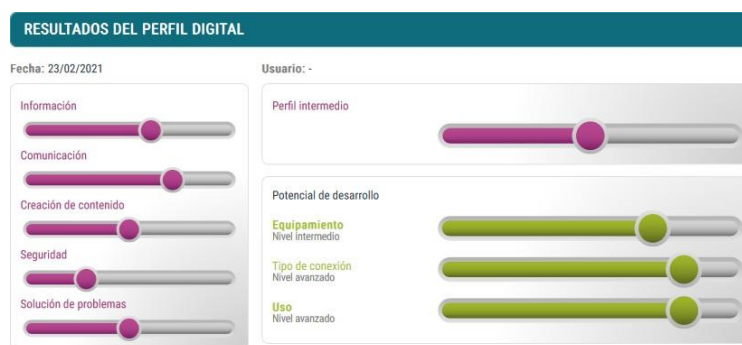 RESULTADOS DEL PERFIL DIGITAL
Fecha: 23/02/2021
Usuario: -
Información
Comunicación
Creación de contenido
Seguridad
Solución de problemas
Perfil intermedio
Potencial de desarrollo
Equipamiento
Nivel intermedio
Tipo de conexión
Nivel avanzado
Uso
Nivel avanzado